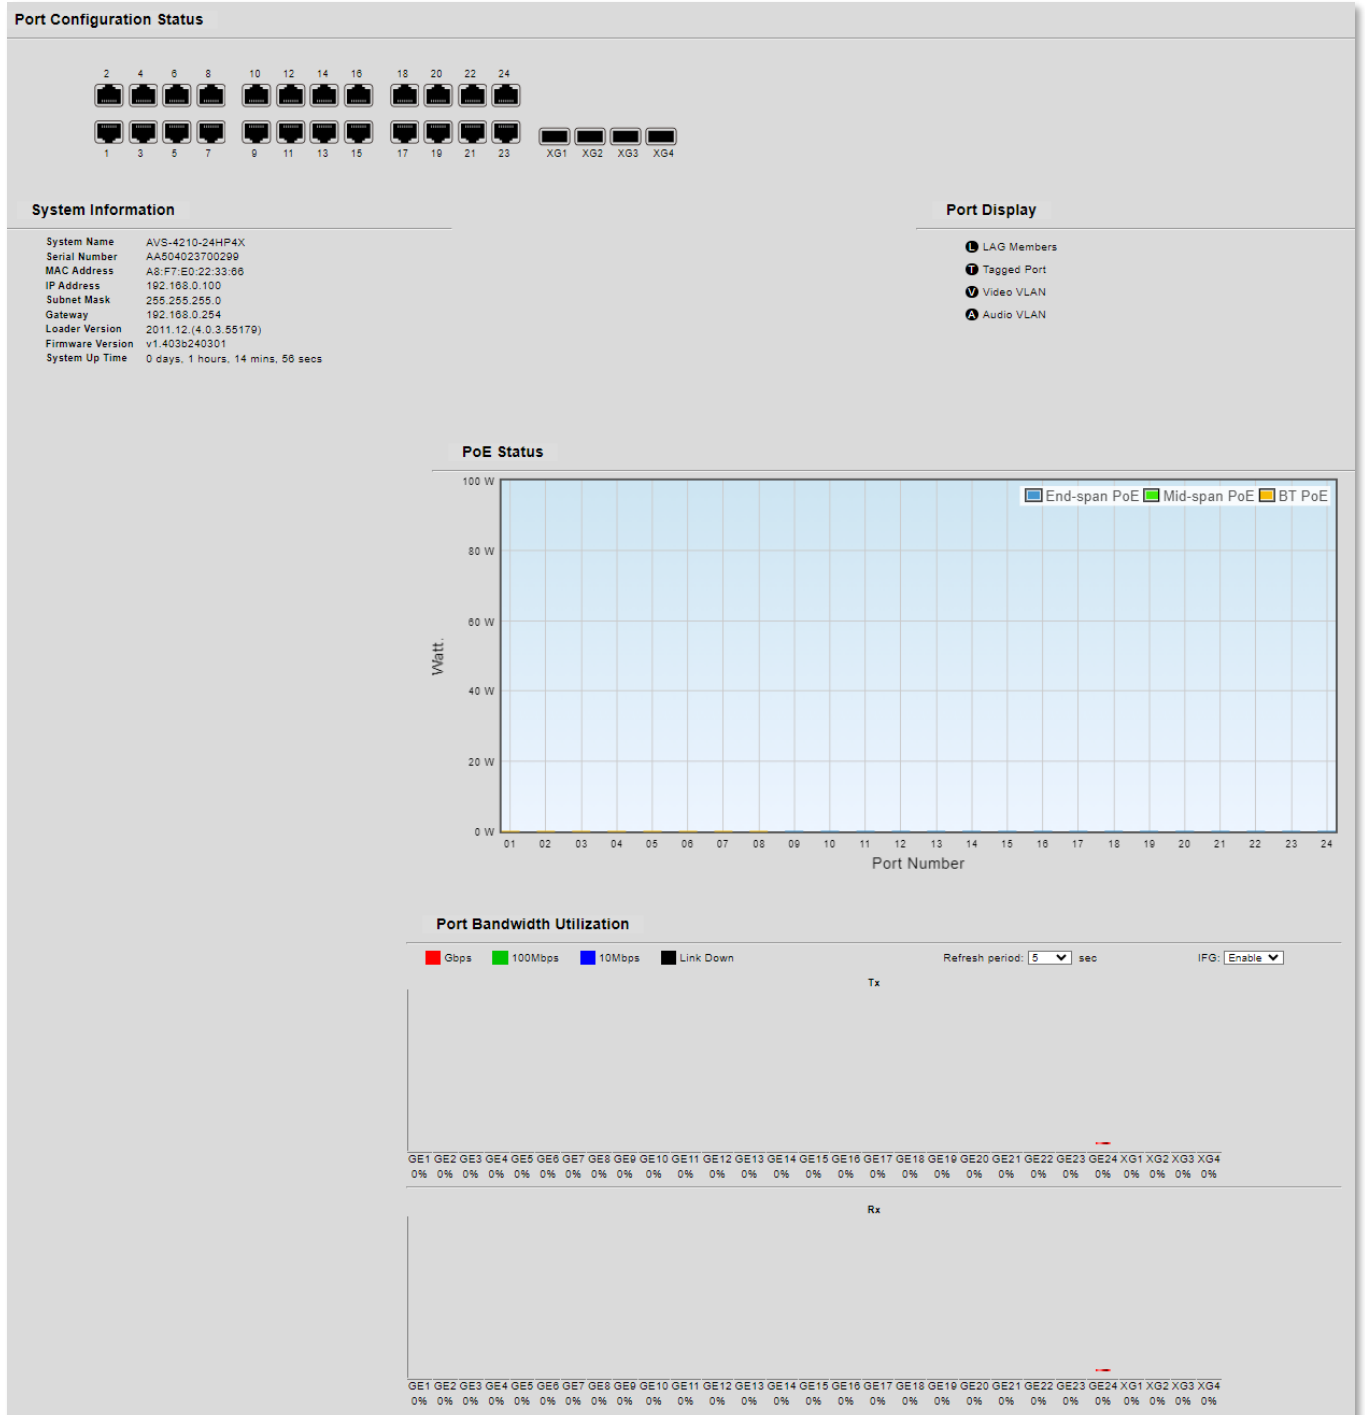 Port Configuration Status
2 4 6 8 10 12 14 16 18 20 22 24
1 3 5 7 9 11 13 15 17 19 21 23 XG1 XG2 XG3 XG4
System Information
System Name AVS-4210-24HP4X
Serial Number AA504023700299
MAC Address A8:F7:E0:22:33:66
IP Address 192.168.0.100
Subnet Mask 255.255.255.0
Gateway 192.168.0.254
Loader Version 2011.12.(4.0.3.55179)
Firmware Version v1.403b240301
System Up Time 0 days, 1 hours, 14 mins, 56 secs
Port Display
L LAG Members
T Tagged Port
V Video VLAN
A Audio VLAN
PoE Status
End-span PoE Mid-span PoE BT PoE
100 W
80 W
60 W
40 W
20 W
0 W
Watt.
01 02 03 04 05 06 07 08 09 10 11 12 13 14 15 16 17 18 19 20 21 22 23 24
Port Number
Port Bandwidth Utilization
Gbps 100Mbps 10Mbps Link Down Refresh period: 5 sec IFG: Enable
Tx
GE1 GE2 GE3 GE4 GE5 GE6 GE7 GE8 GE9 GE10 GE11 GE12 GE13 GE14 GE15 GE16 GE17 GE18 GE19 GE20 GE21 GE22 GE23 GE24 XG1 XG2 XG3 XG4
0% 0% 0% 0% 0% 0% 0% 0% 0% 0% 0% 0% 0% 0% 0% 0% 0% 0% 0% 0% 0% 0% 0% 0% 0% 0% 0% 0%
Rx
GE1 GE2 GE3 GE4 GE5 GE6 GE7 GE8 GE9 GE10 GE11 GE12 GE13 GE14 GE15 GE16 GE17 GE18 GE19 GE20 GE21 GE22 GE23 GE24 XG1 XG2 XG3 XG4
0% 0% 0% 0% 0% 0% 0% 0% 0% 0% 0% 0% 0% 0% 0% 0% 0% 0% 0% 0% 0% 0% 0% 0% 0% 0% 0% 0%